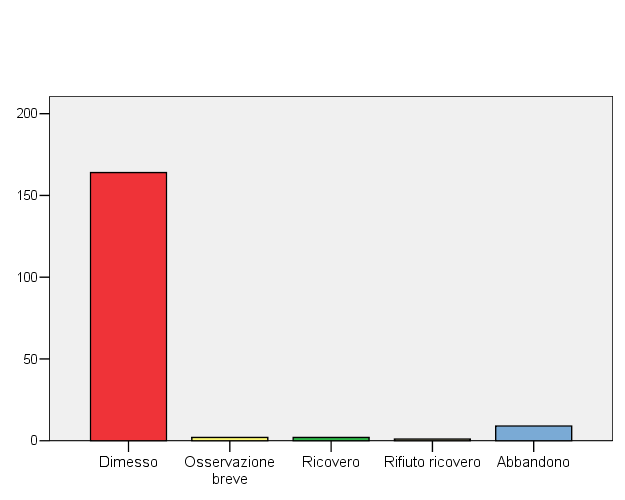 200
150
100
50
0
Dimesso
Osservazione
breve
Ricovero
Rifiuto ricovero
Abbandono